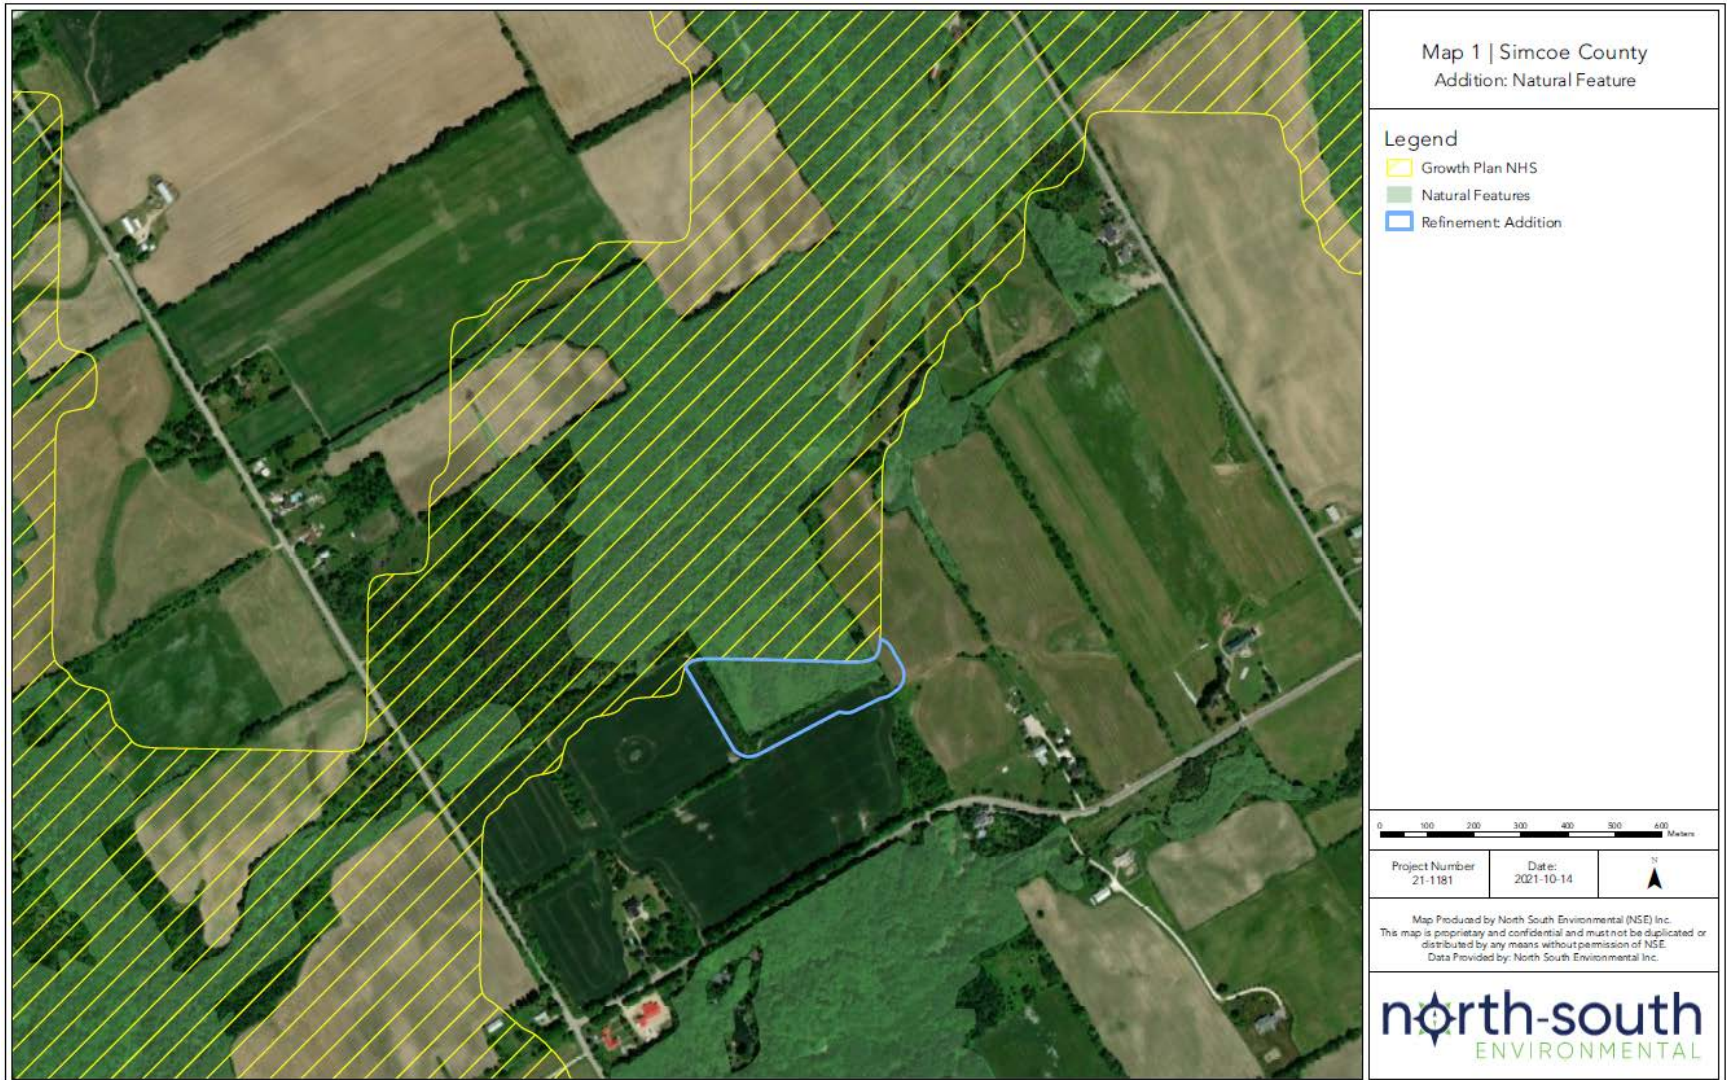 Map 1 | Simcoe County
Addition: Natural Feature
Legend
Growth Plan NHS
Natural Features
Refinement: Addition
0 100 200 300 400 500 600
Meters
Project Number
21-1181
Date:
2021-10-14
N
Map Produced by North South Environmental (NSE) Inc.
This map is proprietary and confidential and must not be duplicated or
distributed by any means without permission of NSE.
Data Provided by: North South Environmental Inc.
north-south
ENVIRONMENTAL